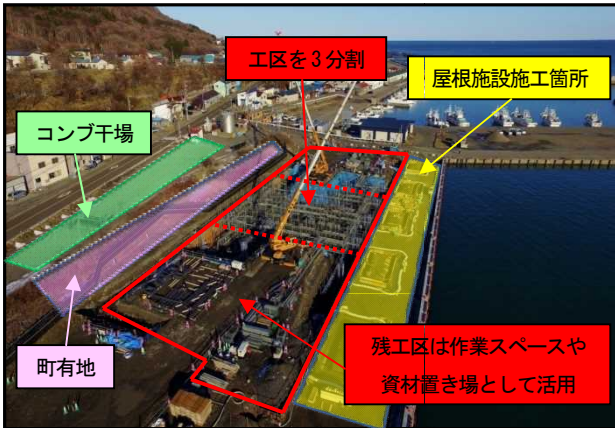 工区を3分割
屋根施設施工箇所
コンブ干場
町有地
残工区は作業スペースや
資材置き場として活用